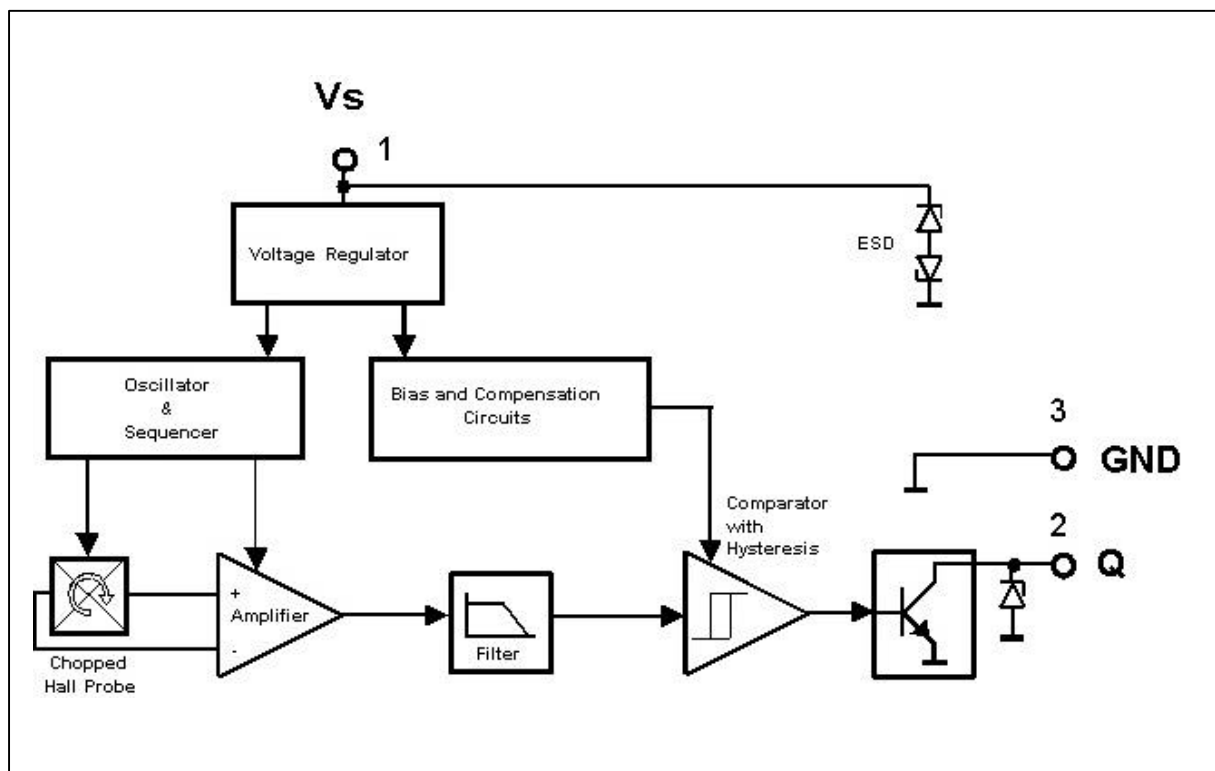 Vs
1
Voltage Regulator
ESD
Oscillator
&
Sequencer
Bias and Compensation
Circuits
3
GND
Comparator
with
Hysteresis
2
Q
+
Amplifier
-
Filter
Chopped
Hall Probe